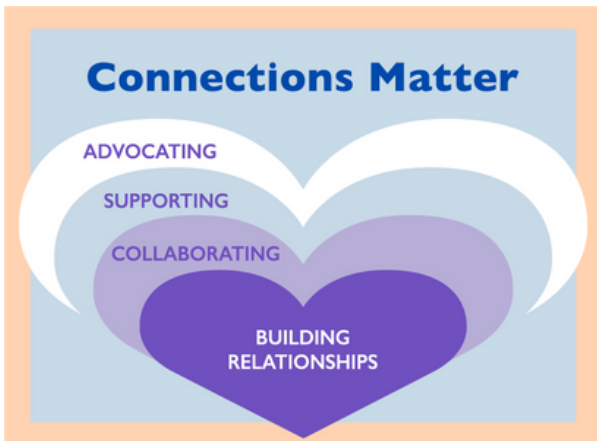 Connections Matter
ADVOCATING
SUPPORTING
COLLABORATING
BUILDING
RELATIONSHIPS